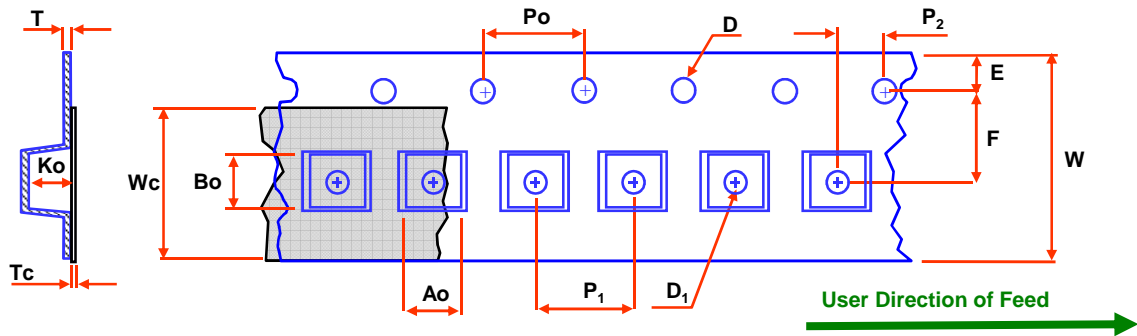 T
Po
D
P2
E
F
W
Ko
Wc
Bo
Tc
Ao
P1
D1
User Direction of Feed